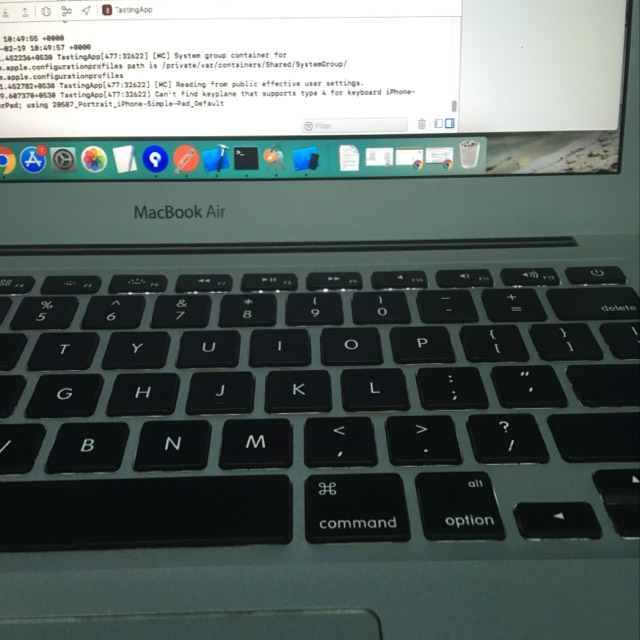 TastingApp
10:49:55 +0000
-02-19 10:49:57 +0000
.452236+0530 TastingApp[477:32622] [MC] System group container for
.apple.configurationprofiles path is /private/var/containers/Shared/SystemGroup/
.apple.configurationprofiles
.452782+0530 TastingApp[477:32622] [MC] Reading from public effective user settings.
9.607370+0530 TastingApp[477:32622] Can't find keyplane that supports type 4 for keyboard iPhone-
rPad; using 20587_Portrait_iPhone-Simple-Pad_Default
Filter
MacBook Air
F4 F5 F6 F7 F8 F9 F10 F11 F12
% ^ & * ( ) - +
5 6 7 8 9 0 - = delete
T Y U I O P { [ } ]
G H J K L : ; " '
/ B N M < , > . ? /
⌘ alt
command option